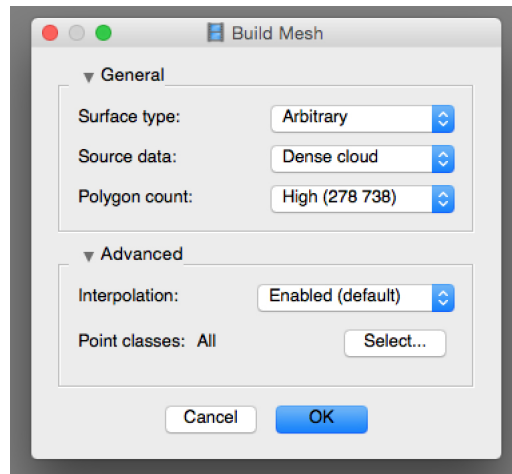 Build Mesh
General
Surface type: Arbitrary
Source data: Dense cloud
Polygon count: High (278 738)
Advanced
Interpolation: Enabled (default)
Point classes: All Select...
Cancel OK